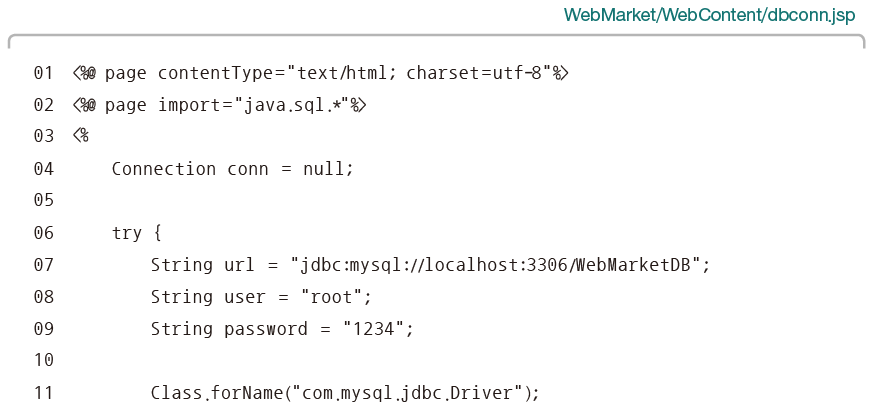 WebMarket/WebContent/dbconn.jsp
01 <%@ page contentType="text/html; charset=utf-8"%>
02 <%@ page import="java.sql.*"%>
03 <%
04 Connection conn = null;
05
06 try {
07 String url = "jdbc:mysql://localhost:3306/WebMarketDB";
08 String user = "root";
09 String password = "1234";
10
11 Class.forName("com.mysql.jdbc.Driver");